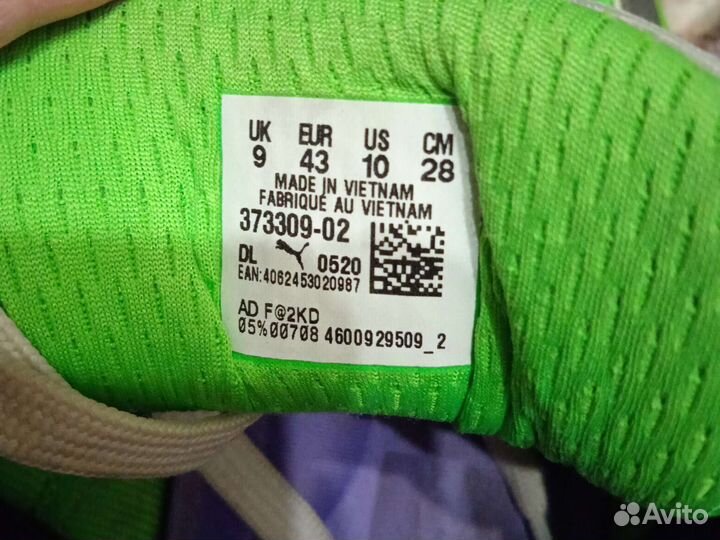 UK EUR US CM
9 43 10 28
MADE IN VIETNAM
FABRIQUÉ AU VIETNAM
373309-02
DL 0520
EAN:4062453020987
AD F@2KD
05%00708 4600929509_2
Avito